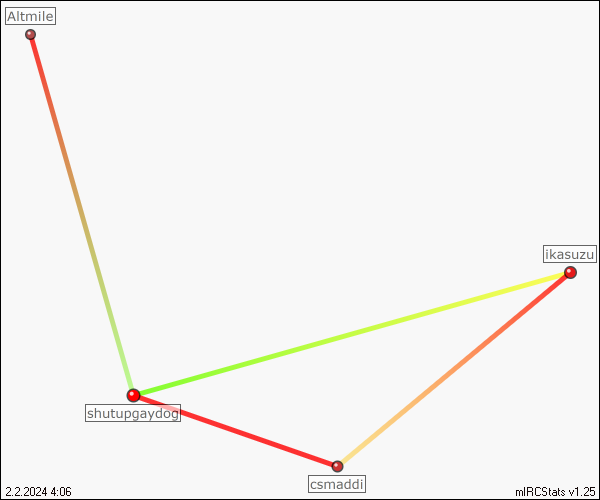 Altmile
ikasuzu
shutupgaydog
csmaddi
2.2.2024 4:06
mIRCStats v1.25